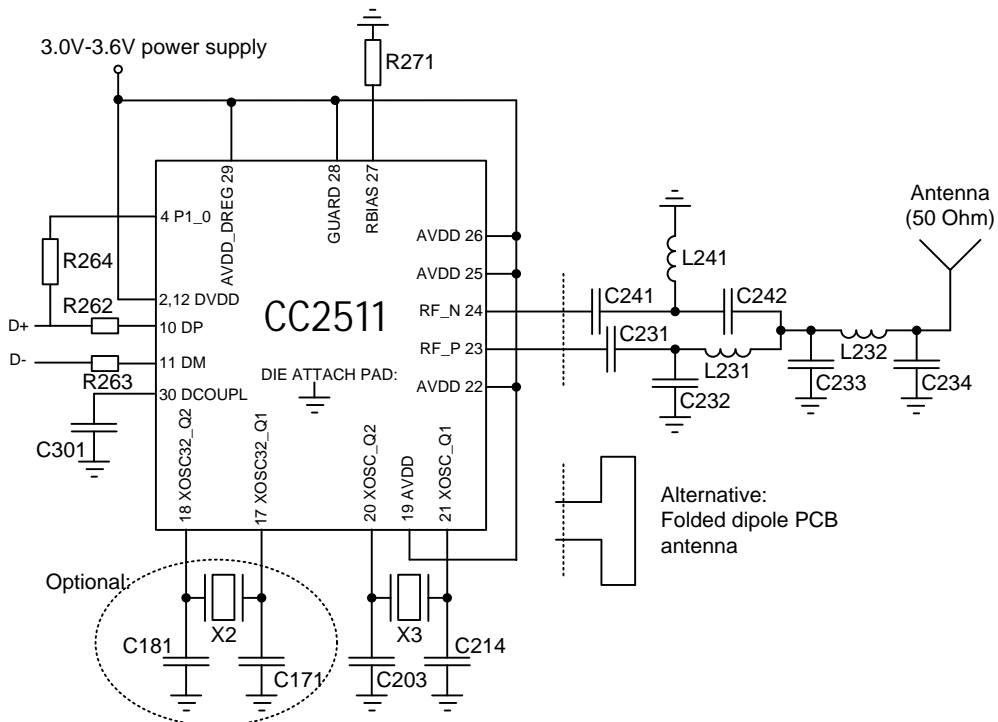 3.0V-3.6V power supply
R271
AVDD_DREG 29
GUARD 28
RBIAS 27
4 P1_0
R264
R262
2,12 DVDD
D+
10 DP
D-
11 DM
R263
30 DCOUPL
C301
CC2511
DIE ATTACH PAD:
AVDD 26
AVDD 25
RF_N 24
RF_P 23
AVDD 22
18 XOSC32_Q2
17 XOSC32_Q1
20 XOSC_Q2
19 AVDD
21 XOSC_Q1
Antenna
(50 Ohm)
L241
C241
C242
C231
L231
C232
L232
C233
C234
Alternative:
Folded dipole PCB
antenna
Optional:
X2
C181
C171
X3
C203
C214